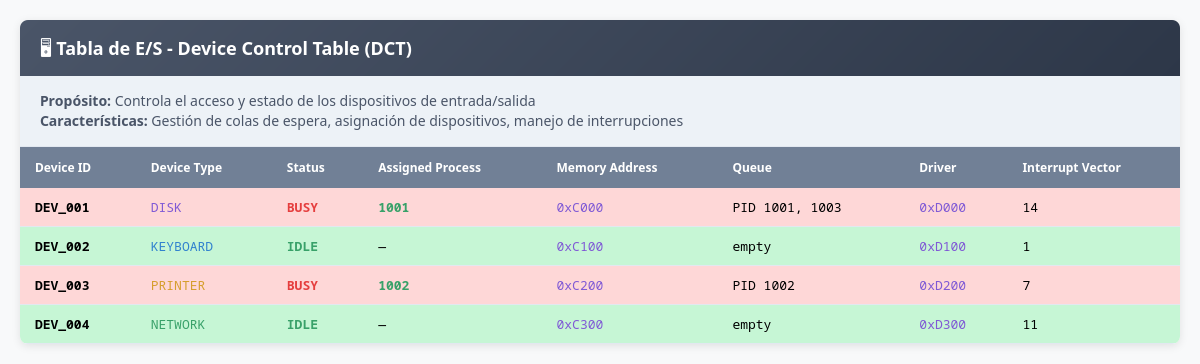 🖥️ Tabla de E/S - Device Control Table (DCT)
Propósito: Controla el acceso y estado de los dispositivos de entrada/salida
Características: Gestión de colas de espera, asignación de dispositivos, manejo de interrupciones
Device ID Device Type Status Assigned Process Memory Address Queue Driver Interrupt Vector
DEV_001 DISK BUSY 1001 0xC000 PID 1001, 1003 0xD000 14
DEV_002 KEYBOARD IDLE — 0xC100 empty 0xD100 1
DEV_003 PRINTER BUSY 1002 0xC200 PID 1002 0xD200 7
DEV_004 NETWORK IDLE — 0xC300 empty 0xD300 11